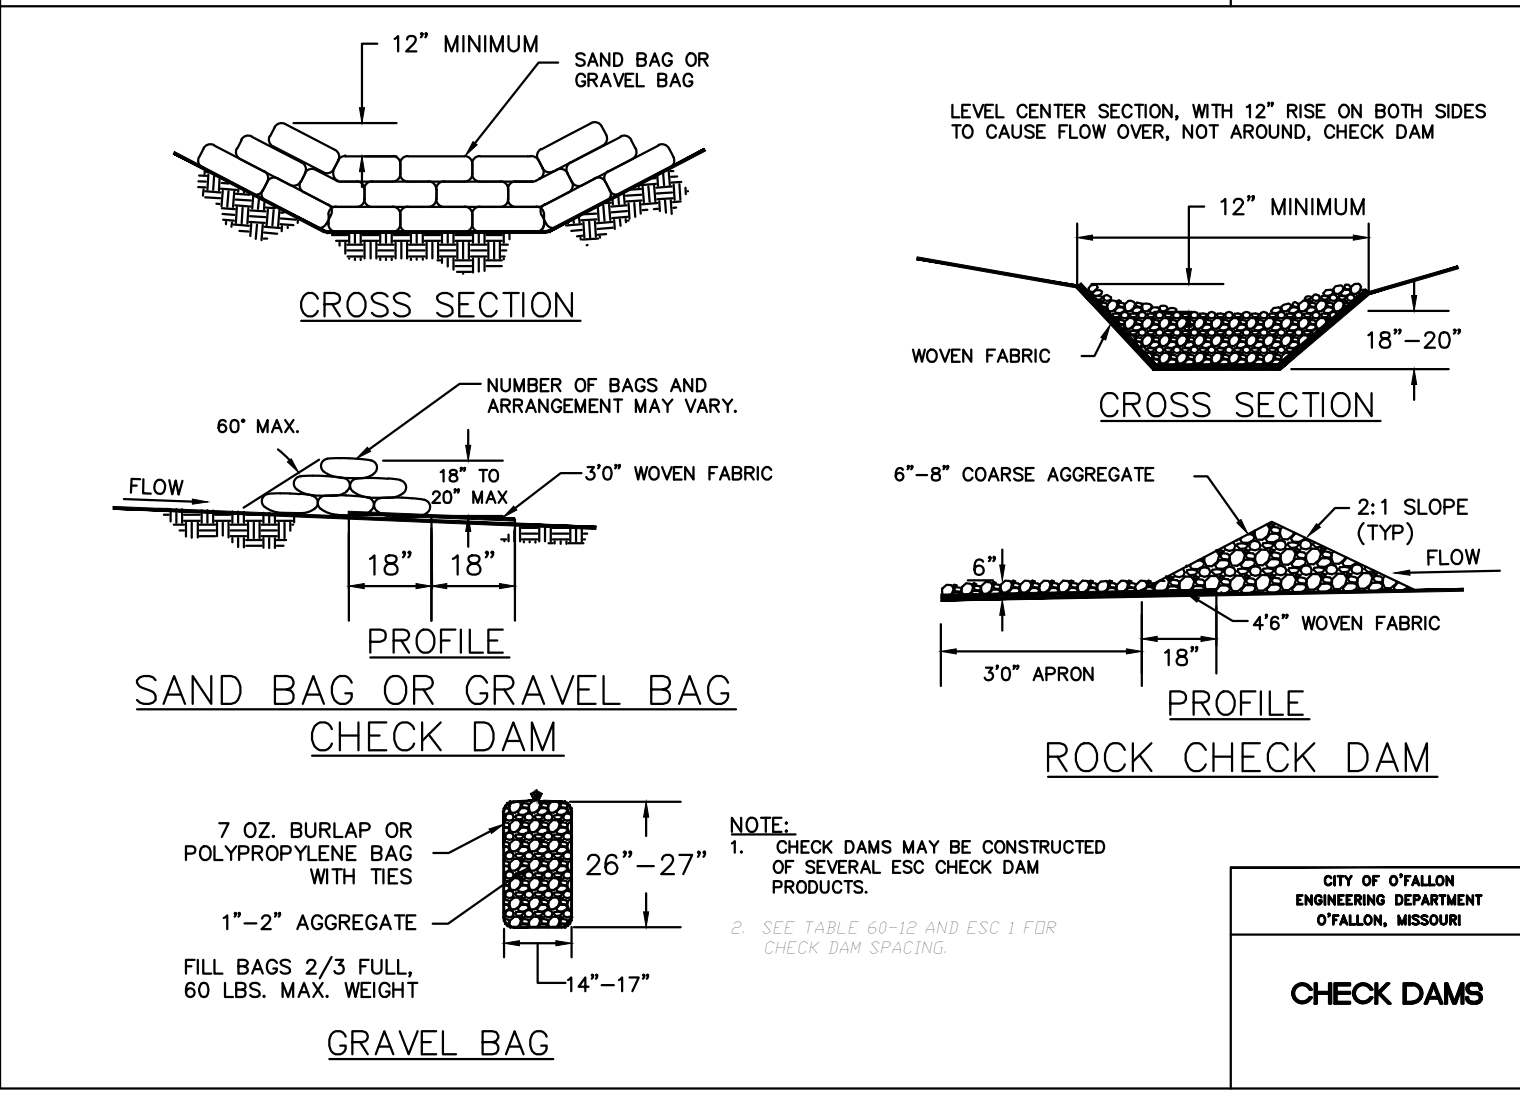 12” MINIMUM
SAND BAG OR
GRAVEL BAG
CROSS SECTION
NUMBER OF BAGS AND
ARRANGEMENT MAY VARY.
60° MAX.
18” TO
20” MAX
3'0” WOVEN FABRIC
FLOW
18”
18”
PROFILE
SAND BAG OR GRAVEL BAG
CHECK DAM
LEVEL CENTER SECTION, WITH 12” RISE ON BOTH SIDES
TO CAUSE FLOW OVER, NOT AROUND, CHECK DAM
12” MINIMUM
18”–20”
WOVEN FABRIC
CROSS SECTION
6”–8” COARSE AGGREGATE
2:1 SLOPE
(TYP)
FLOW
6”
4'6” WOVEN FABRIC
18”
3'0” APRON
PROFILE
ROCK CHECK DAM
7 OZ. BURLAP OR
POLYPROPYLENE BAG
WITH TIES
26”–27”
1”–2” AGGREGATE
FILL BAGS 2/3 FULL,
60 LBS. MAX. WEIGHT
14”–17”
GRAVEL BAG
NOTE:
1. CHECK DAMS MAY BE CONSTRUCTED
OF SEVERAL ESC CHECK DAM
PRODUCTS.
2. SEE TABLE 60-12 AND ESC 1 FOR
CHECK DAM SPACING.
CITY OF O'FALLON
ENGINEERING DEPARTMENT
O'FALLON, MISSOURI
CHECK DAMS